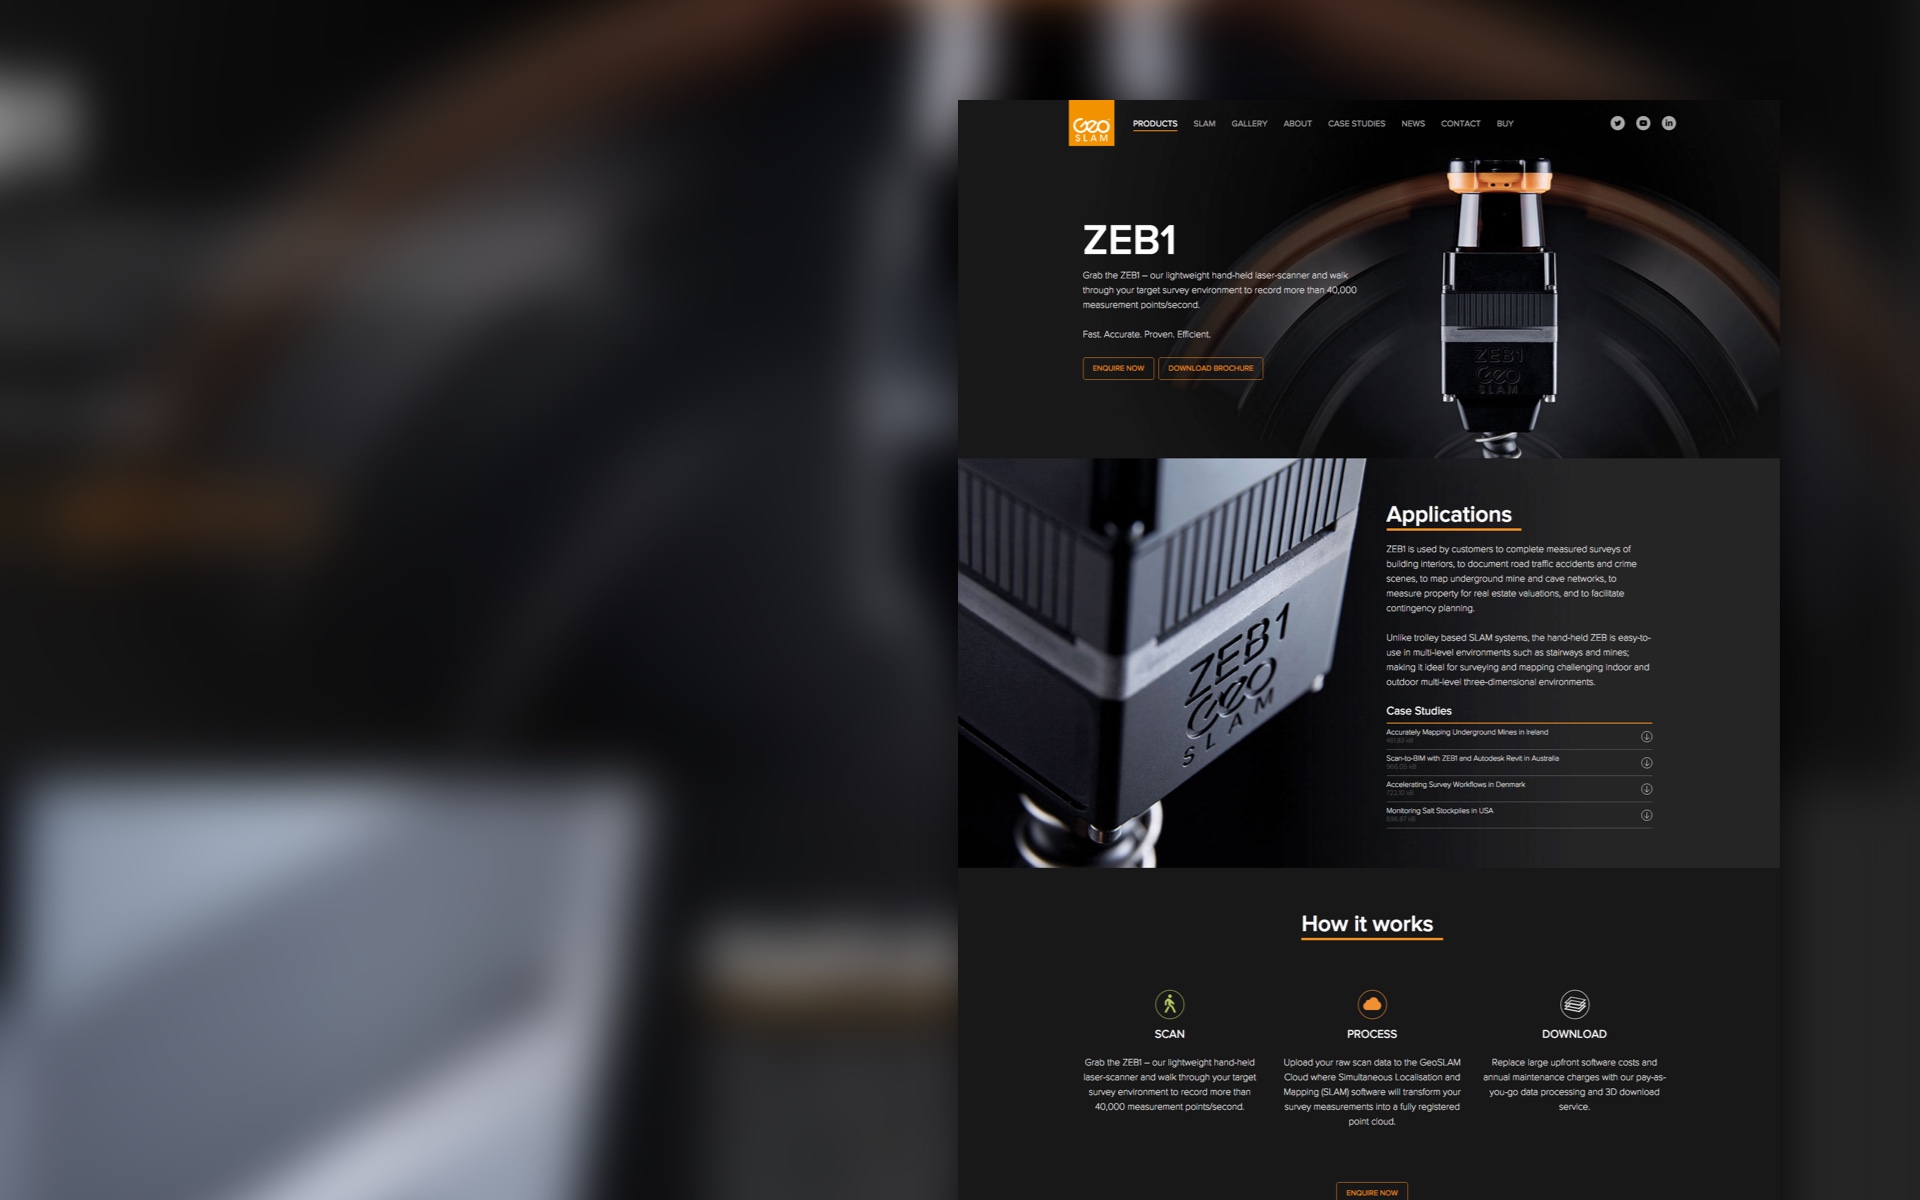 Geo
SLAM
PRODUCTS SLAM GALLERY ABOUT CASE STUDIES NEWS CONTACT BUY
ZEB1
Grab the ZEB1 – our lightweight hand-held laser-scanner and walk
through your target survey environment to record more than 40,000
measurement points/second.
Fast. Accurate. Proven. Efficient.
ENQUIRE NOW DOWNLOAD BROCHURE
ZEB1
Geo
SLAM
ZEB1
Geo
SLAM
Applications
ZEB1 is used by customers to complete measured surveys of
building interiors, to document road traffic accidents and crime
scenes, to map underground mine and cave networks, to
measure property for real estate valuations, and to facilitate
contingency planning.
Unlike trolley based SLAM systems, the hand-held ZEB is easy-to-
use in multi-level environments such as stairways and mines;
making it ideal for surveying and mapping challenging indoor and
outdoor multi-level three-dimensional environments.
Case Studies
Accurately Mapping Underground Mines in Ireland
Scan-to-BIM with ZEB1 and Autodesk Revit in Australia
966.05 kB
Accelerating Survey Workflows in Denmark
722.10 kB
Monitoring Salt Stockpiles in USA
696.87 kB
How it works
SCAN
Grab the ZEB1 – our lightweight hand-held
laser-scanner and walk through your target
survey environment to record more than
40,000 measurement points/second.
PROCESS
Upload your raw scan data to the GeoSLAM
Cloud where Simultaneous Localisation and
Mapping (SLAM) software will transform your
survey measurements into a fully registered
point cloud.
DOWNLOAD
Replace large upfront software costs and
annual maintenance charges with our pay-as-
you-go data processing and 3D download
service.
ENQUIRE NOW